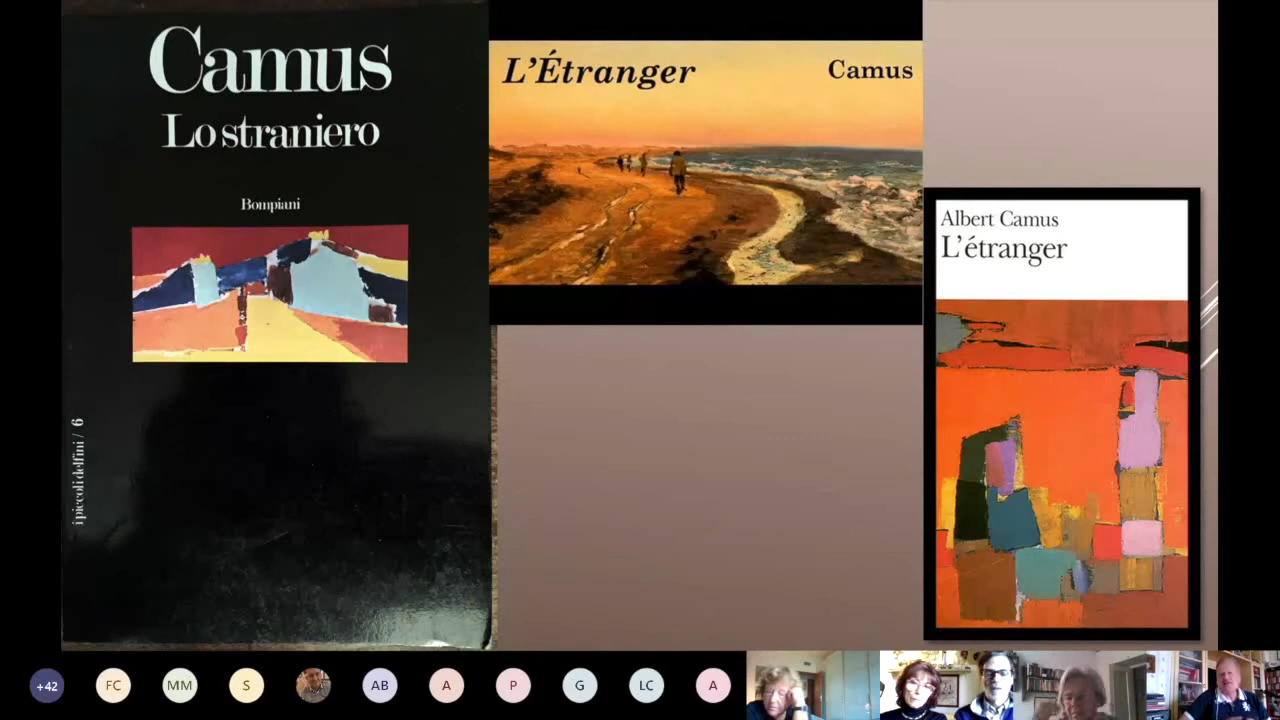 Camus
Lo straniero
Bompiani
i piccoli delfini / 6
L'Étranger
Camus
Albert Camus
L'étranger
+42
FC
MM
S
AB
A
P
G
LC
A